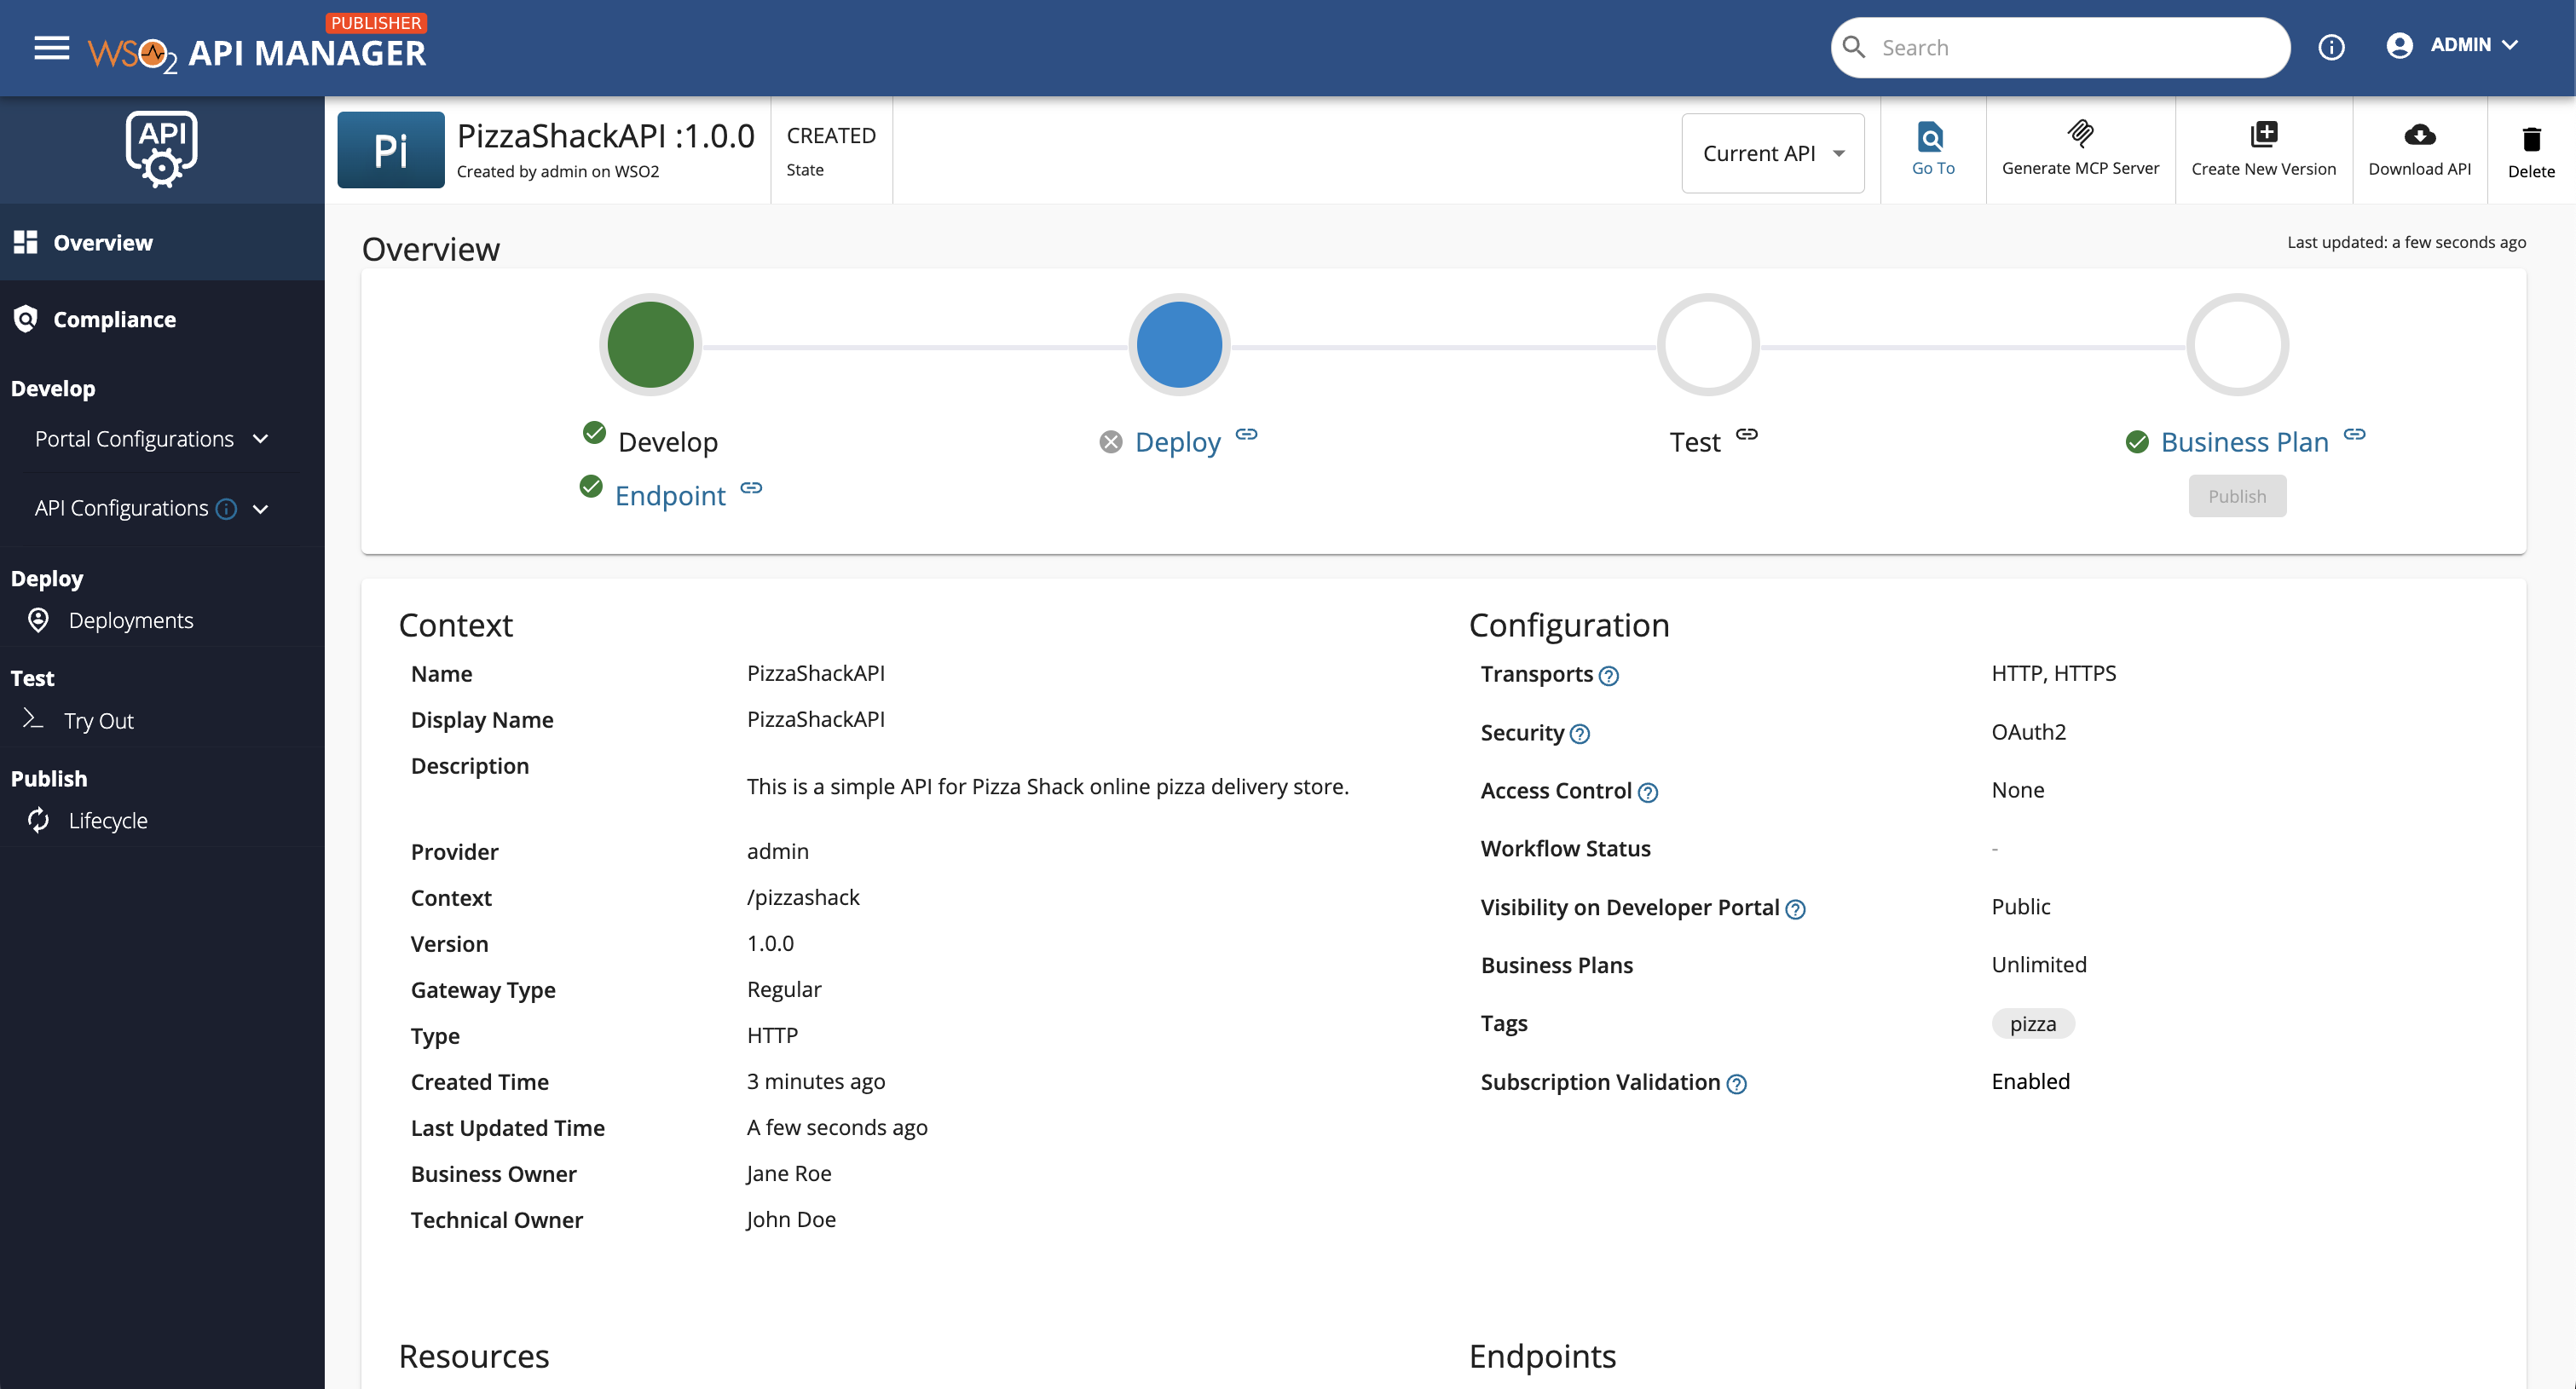 PUBLISHER
WSO2 API MANAGER
Search
ADMIN
API
Pi
PizzaShackAPI :1.0.0
Created by admin on WSO2
CREATED
State
Current API
Go To
Generate MCP Server
Create New Version
Download API
Delete
Overview
Compliance
Develop
Portal Configurations
API Configurations
Deploy
Deployments
Test
Try Out
Publish
Lifecycle
Overview
Last updated: a few seconds ago
Develop
Endpoint
Deploy
Test
Business Plan
Publish
Context
Name PizzaShackAPI
Display Name PizzaShackAPI
Description
This is a simple API for Pizza Shack online pizza delivery store.
Provider admin
Context /pizzashack
Version 1.0.0
Gateway Type Regular
Type HTTP
Created Time 3 minutes ago
Last Updated Time A few seconds ago
Business Owner Jane Roe
Technical Owner John Doe
Configuration
Transports HTTP, HTTPS
Security OAuth2
Access Control None
Workflow Status -
Visibility on Developer Portal Public
Business Plans Unlimited
Tags pizza
Subscription Validation Enabled
Resources
Endpoints